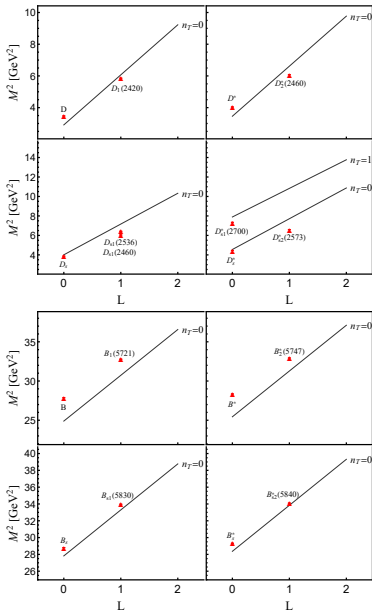 M² [GeV²]
10
8
6
4
D
D₁(2420)
n_T=0
D*
D₂*(2460)
n_T=0
M² [GeV²]
14
12
10
8
6
4
2
D_s
D_s1(2536)
D_s1(2460)
n_T=0
D*_s1(2700)
D*_s
D*_s2(2573)
n_T=1
n_T=0
0 1 2
L
0 1 2
L
M² [GeV²]
35
30
25
B
B₁(5721)
n_T=0
B*
B₂*(5747)
n_T=0
M² [GeV²]
40
38
36
34
32
30
28
26
B_s
B_s1(5830)
n_T=0
B*_s
B*_s2(5840)
n_T=0
0 1 2
L
0 1 2
L